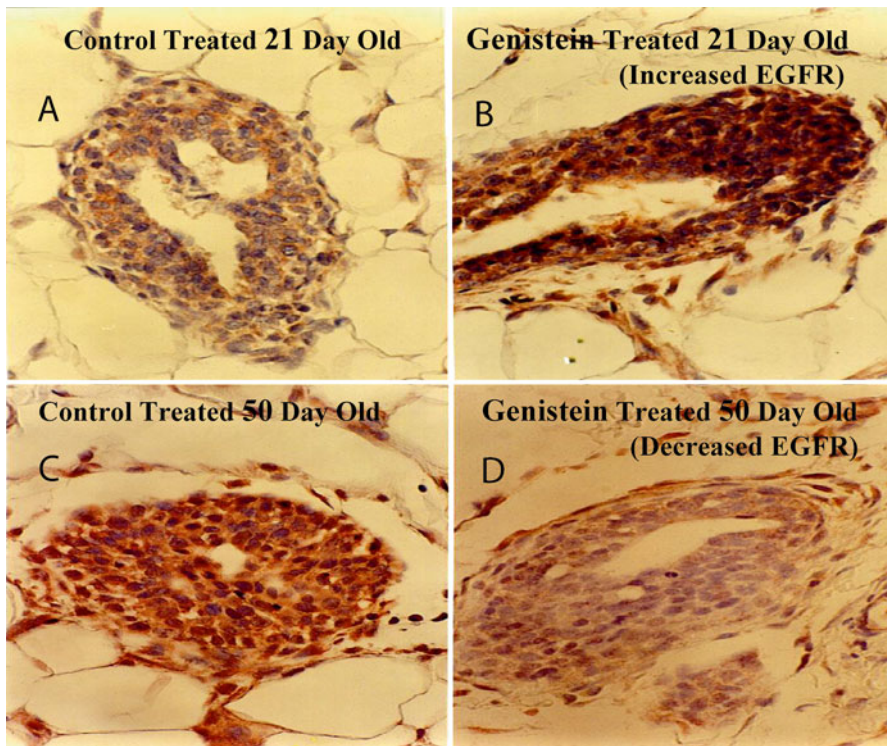 Control Treated 21 Day Old
A
Genistein Treated 21 Day Old
(Increased EGFR)
B
Control Treated 50 Day Old
C
Genistein Treated 50 Day Old
(Decreased EGFR)
D